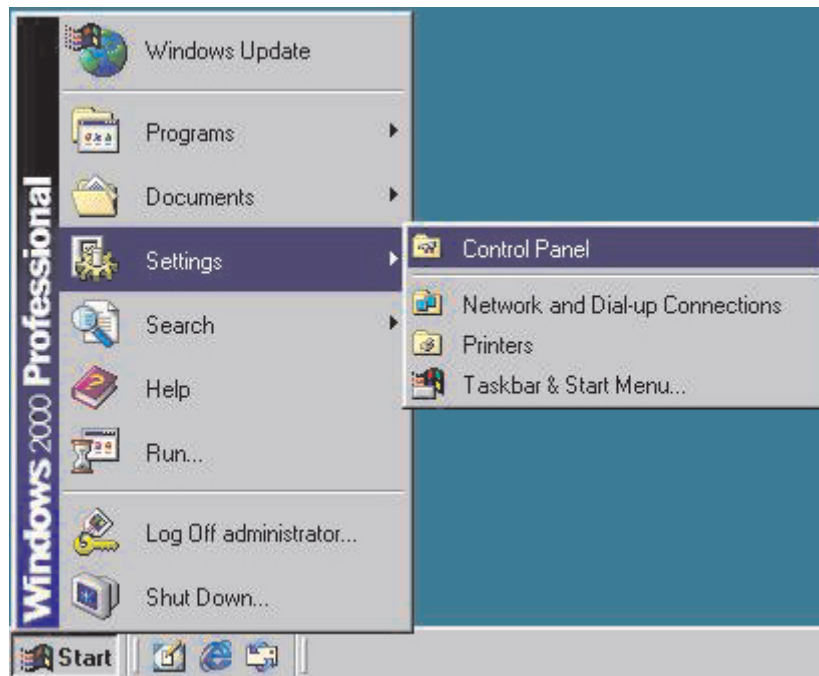 Windows 2000 Professional
Windows Update
Programs
Documents
Settings
Search
Help
Run...
Log Off administrator...
Shut Down...
Control Panel
Network and Dial-up Connections
Printers
Taskbar & Start Menu...
Start